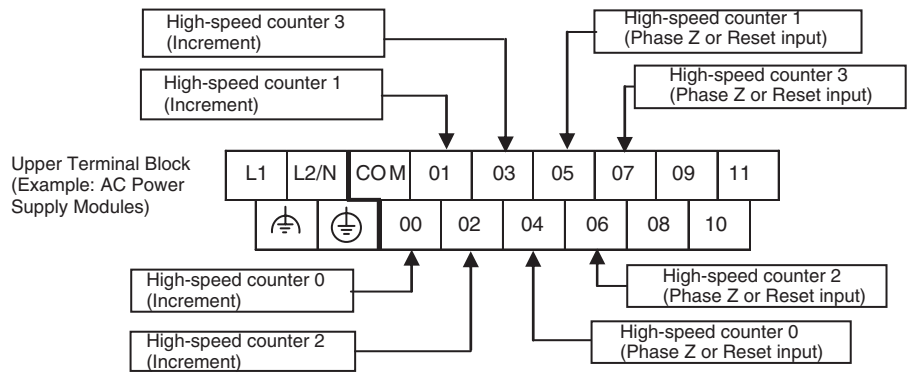 High-speed counter 3
(Increment)
High-speed counter 1
(Phase Z or Reset input)
High-speed counter 1
(Increment)
High-speed counter 3
(Phase Z or Reset input)
Upper Terminal Block
(Example: AC Power
Supply Modules)
L1 L2/N COM 01 03 05 07 09 11
00 02 04 06 08 10
High-speed counter 0
(Increment)
High-speed counter 2
(Phase Z or Reset input)
High-speed counter 2
(Increment)
High-speed counter 0
(Phase Z or Reset input)